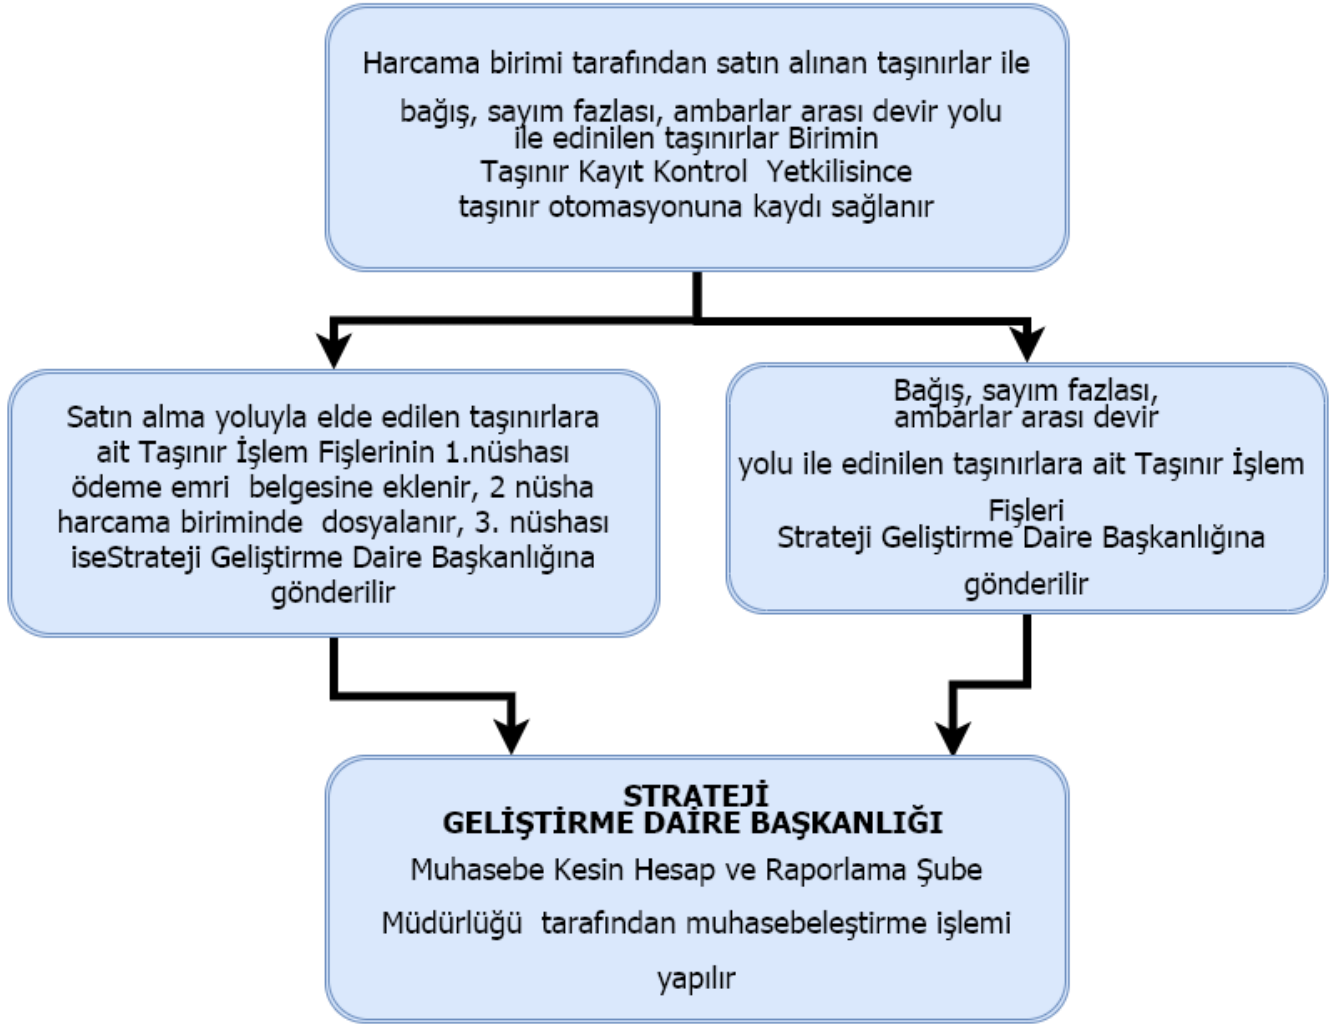 Harcama birimi tarafından satın alınan taşınırlar ile
bağış, sayım fazlası, ambarlar arası devir yolu
ile edinilen taşınırlar Birimin
Taşınır Kayıt Kontrol  Yetkilisince
taşınır otomasyonuna kaydı sağlanır
Satın alma yoluyla elde edilen taşınırlara
ait Taşınır İşlem Fişlerinin 1.nüshası
ödeme emri  belgesine eklenir, 2 nüsha
harcama biriminde  dosyalanır, 3. nüshası
iseStrateji Geliştirme Daire Başkanlığına
gönderilir
Bağış, sayım fazlası,
ambarlar arası devir
yolu ile edinilen taşınırlara ait Taşınır İşlem
Fişleri
Strateji Geliştirme Daire Başkanlığına
gönderilir
STRATEJİ
GELİŞTİRME DAİRE BAŞKANLIĞI
Muhasebe Kesin Hesap ve Raporlama Şube
Müdürlüğü  tarafından muhasebeleştirme işlemi
yapılır